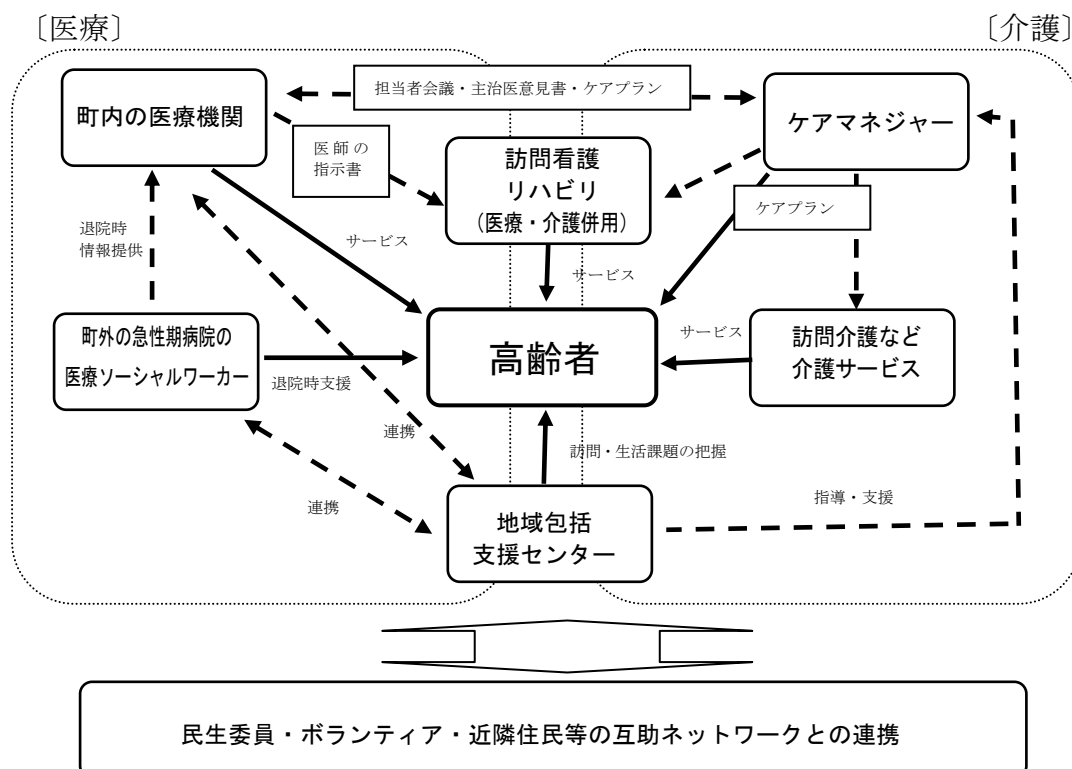 〔医療〕
〔介護〕
担当者会議・主治医意見書・ケアプラン
町内の医療機関
ケアマネジャー
医師の
指示書
訪問看護
リハビリ
(医療・介護併用)
ケアプラン
退院時
情報提供
サービス
サービス
町外の急性期病院の
医療ソーシャルワーカー
高齢者
サービス
訪問介護など
介護サービス
退院時支援
連携
訪問・生活課題の把握
連携
地域包括
支援センター
指導・支援
民生委員・ボランティア・近隣住民等の互助ネットワークとの連携